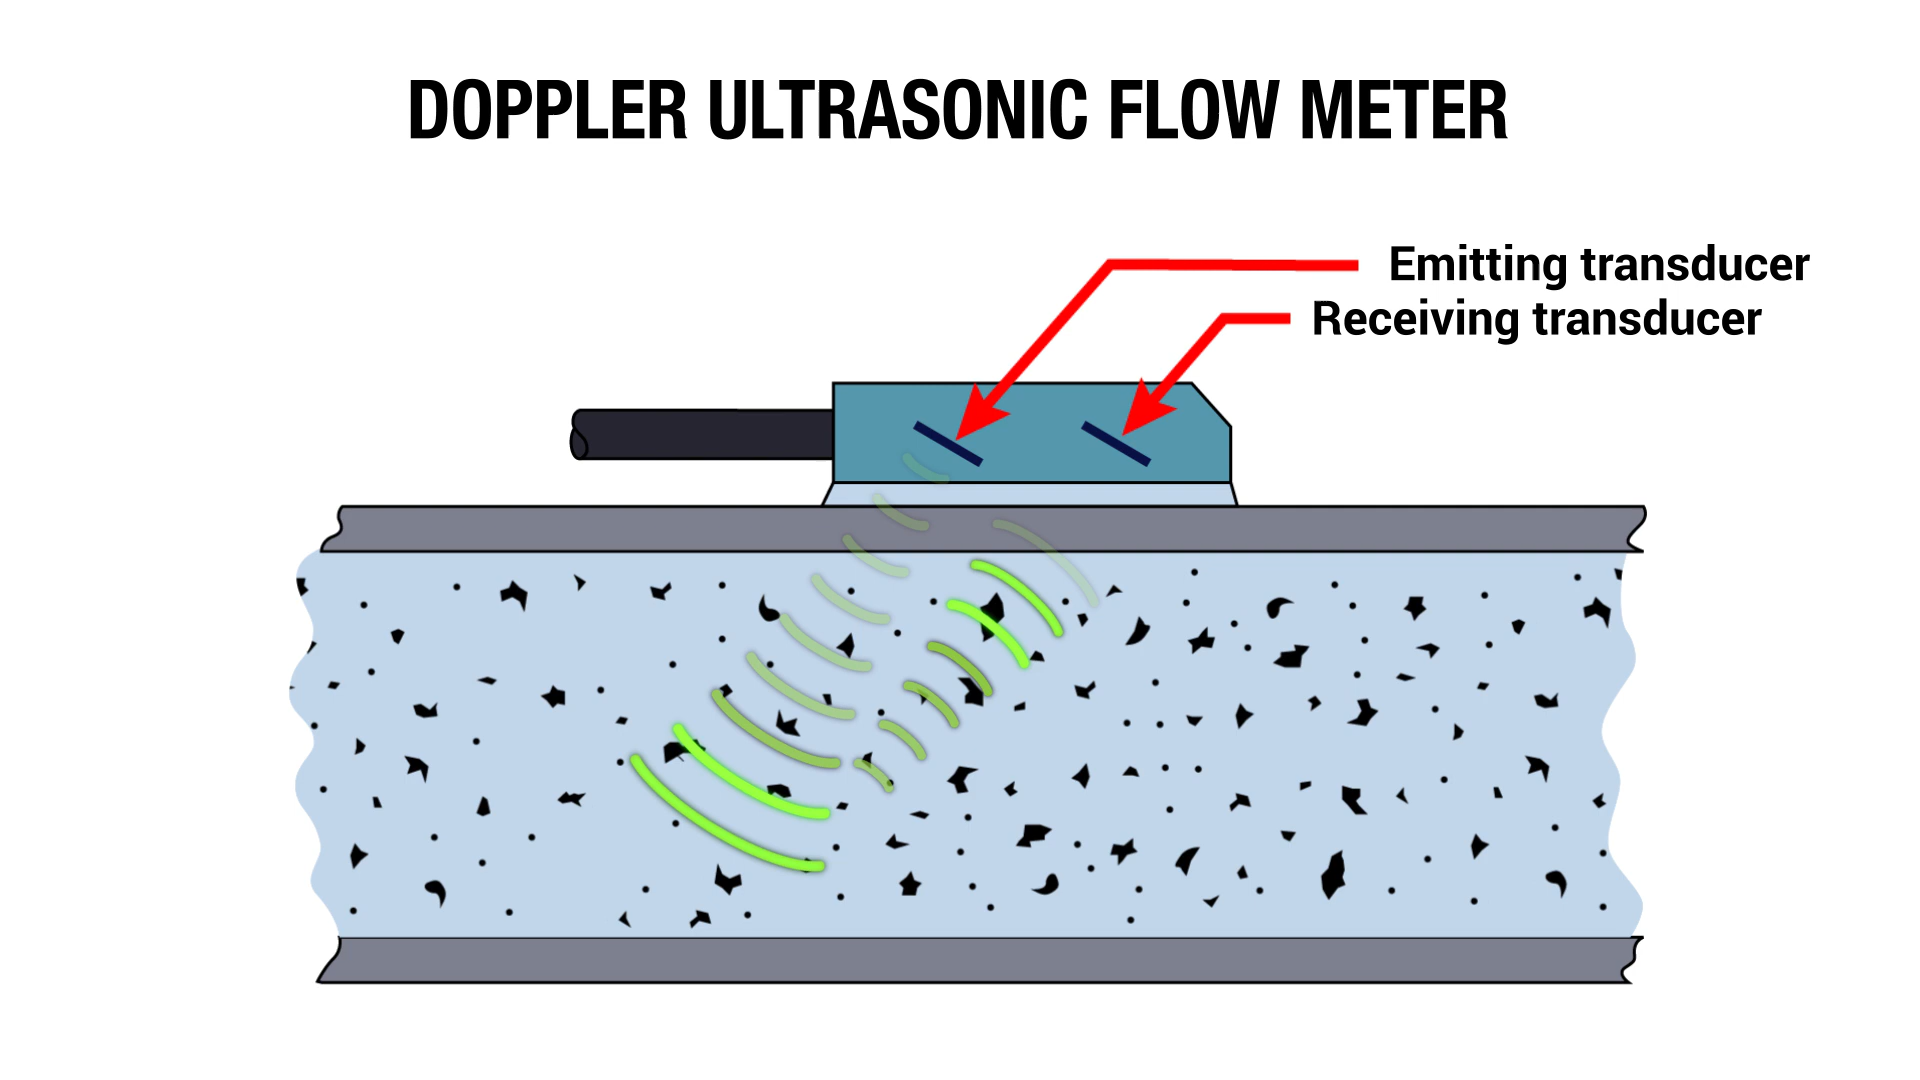 DOPPLER ULTRASONIC FLOW METER
Emitting transducer
Receiving transducer